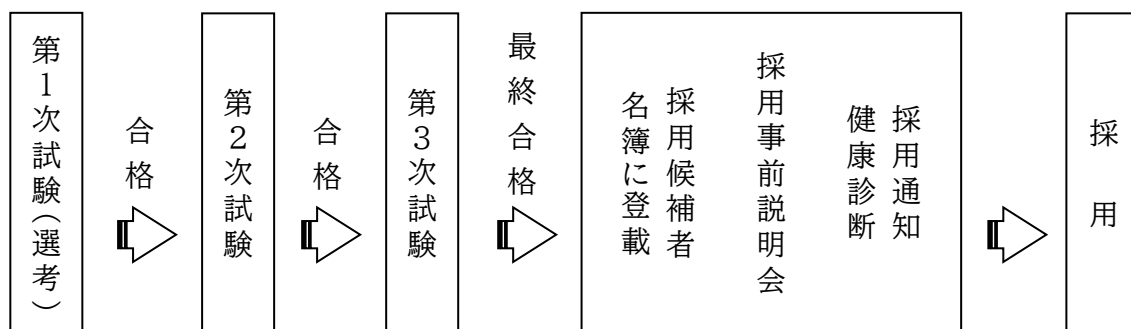 第1次試験（選考）
合格
第2次試験
合格
第3次試験
最終合格
採用候補者
名簿に登載
採用事前説明会
採用通知
健康診断
採用